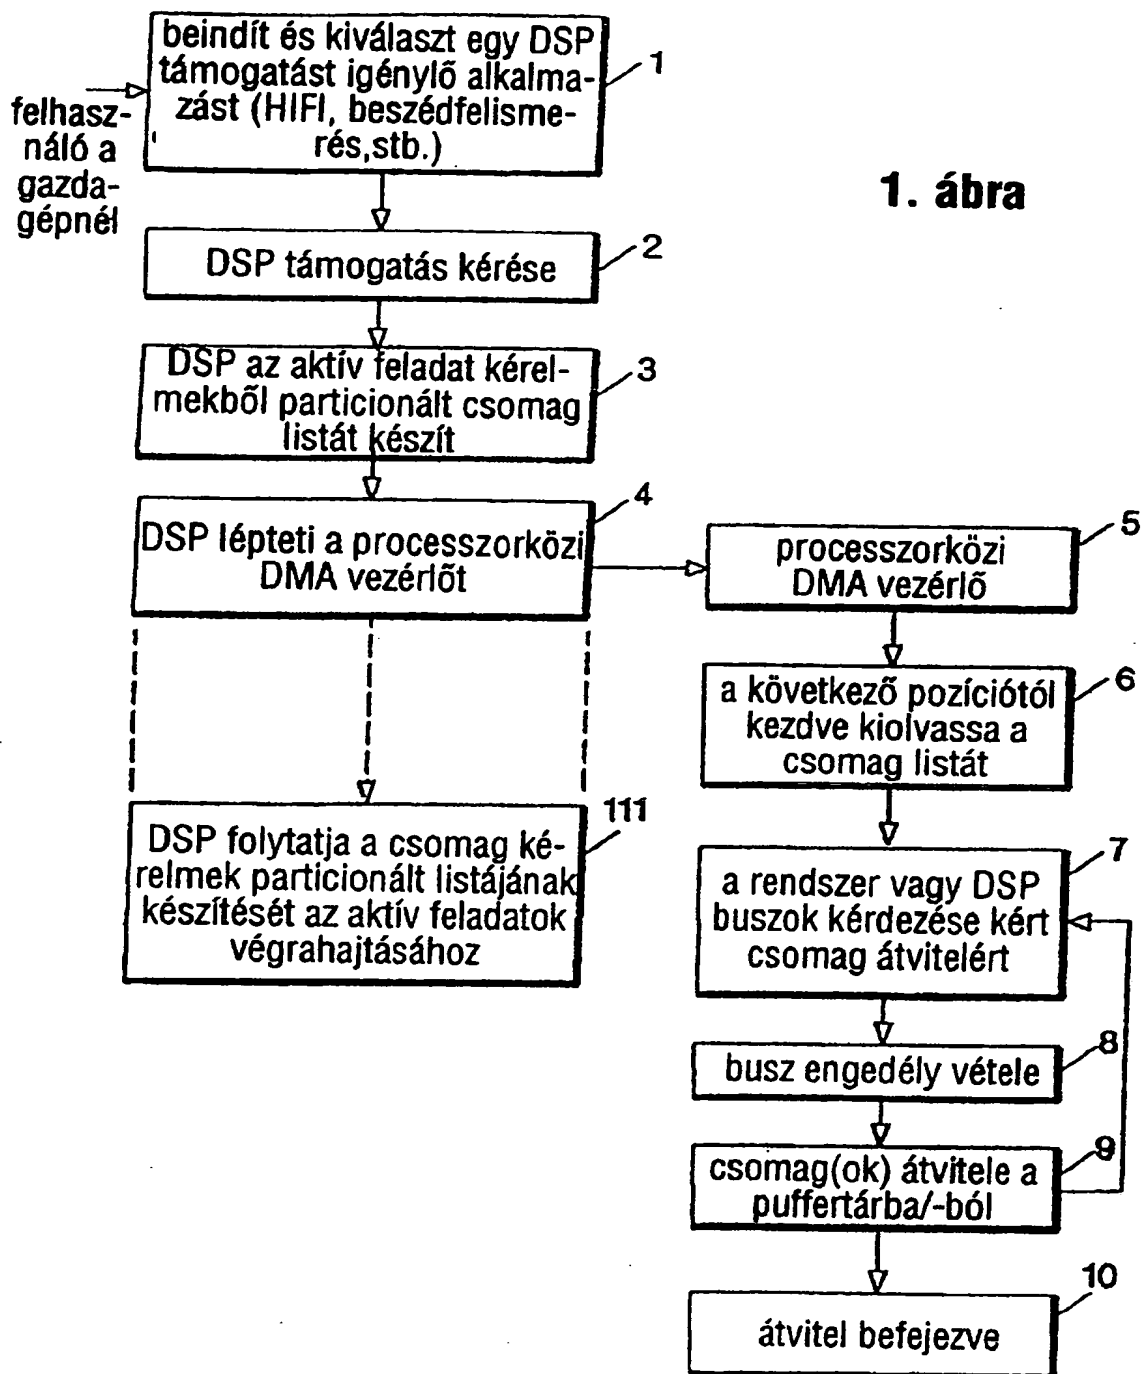 beindít és kiválaszt egy DSP
támogatást igénylő alkalma-
zást (HIFI, beszédfelisme-
rés,stb.)
1
felhasz-
náló a
gazda-
gépnél
1. ábra
DSP támogatás kérése
2
DSP az aktív feladat kérel-
mekből particionált csomag
listát készít
3
DSP lépteti a processzorközi
DMA vezérlőt
4
processzorközi
DMA vezérlő
5
a következő pozíciótól
kezdve kiolvassa a
csomag listát
6
DSP folytatja a csomag ké-
relmek particionált listájának
készítését az aktív feladatok
végrahajtásához
111
a rendszer vagy DSP
buszok kérdezése kért
csomag átvitelért
7
busz engedély vétele
8
csomag(ok) átvitele a
puffertárba/-ból
9
átvitel befejezve
10